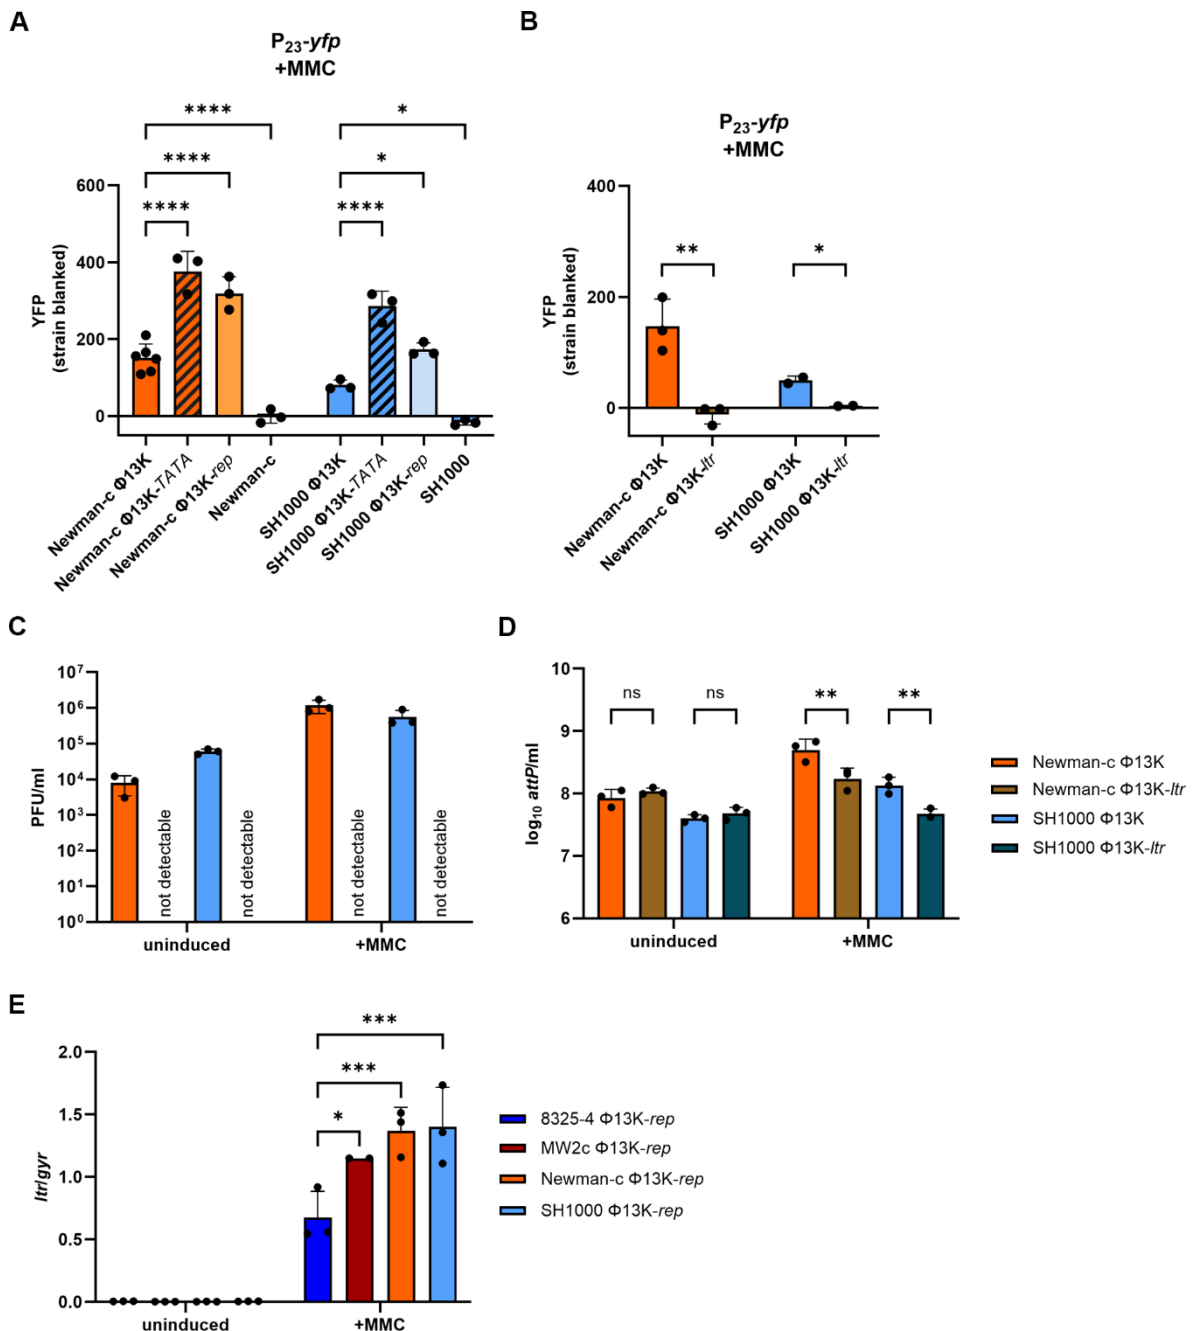 A
P23-yfp
+MMC
****
****
****
*
*
****
YFP
(strain blanked)
600
400
200
0
Newman-c Φ13K
Newman-c Φ13K-TATA
Newman-c Φ13K-rep
Newman-c
SH1000 Φ13K
SH1000 Φ13K-TATA
SH1000 Φ13K-rep
SH1000
B
P23-yfp
+MMC
**
*
YFP
(strain blanked)
400
200
0
Newman-c Φ13K
Newman-c Φ13K-ltr
SH1000 Φ13K
SH1000 Φ13K-ltr
C
PFU/ml
10^7
10^6
10^5
10^4
10^3
10^2
10^1
10^0
not detectable
not detectable
not detectable
not detectable
uninduced
+MMC
D
log10 attP/ml
10
9
8
7
6
ns
ns
**
**
uninduced
+MMC
Newman-c Φ13K
Newman-c Φ13K-ltr
SH1000 Φ13K
SH1000 Φ13K-ltr
E
ltr/gyr
2.0
1.5
1.0
0.5
0.0
***
***
*
uninduced
+MMC
8325-4 Φ13K-rep
MW2c Φ13K-rep
Newman-c Φ13K-rep
SH1000 Φ13K-rep